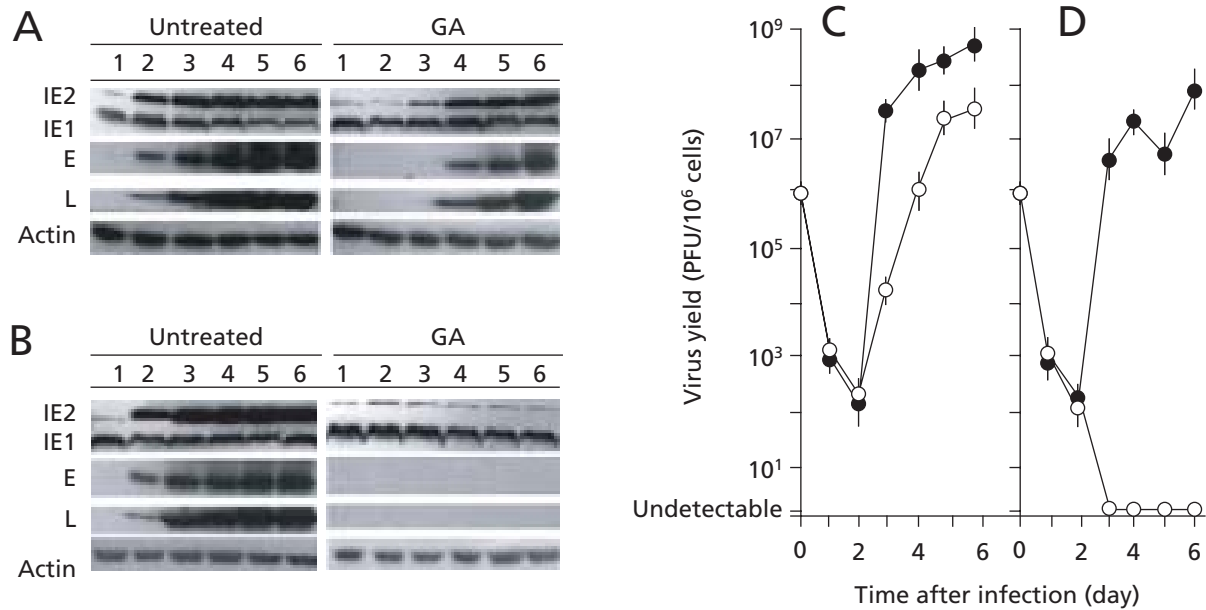 A
Untreated GA
1 2 3 4 5 6 1 2 3 4 5 6
IE2
IE1
E
L
Actin
B
Untreated GA
1 2 3 4 5 6 1 2 3 4 5 6
IE2
IE1
E
L
Actin
C D
Virus yield (PFU/10⁶ cells)
10⁹
10⁷
10⁵
10³
10¹
Undetectable
0 2 4 6 0 2 4 6
Time after infection (day)